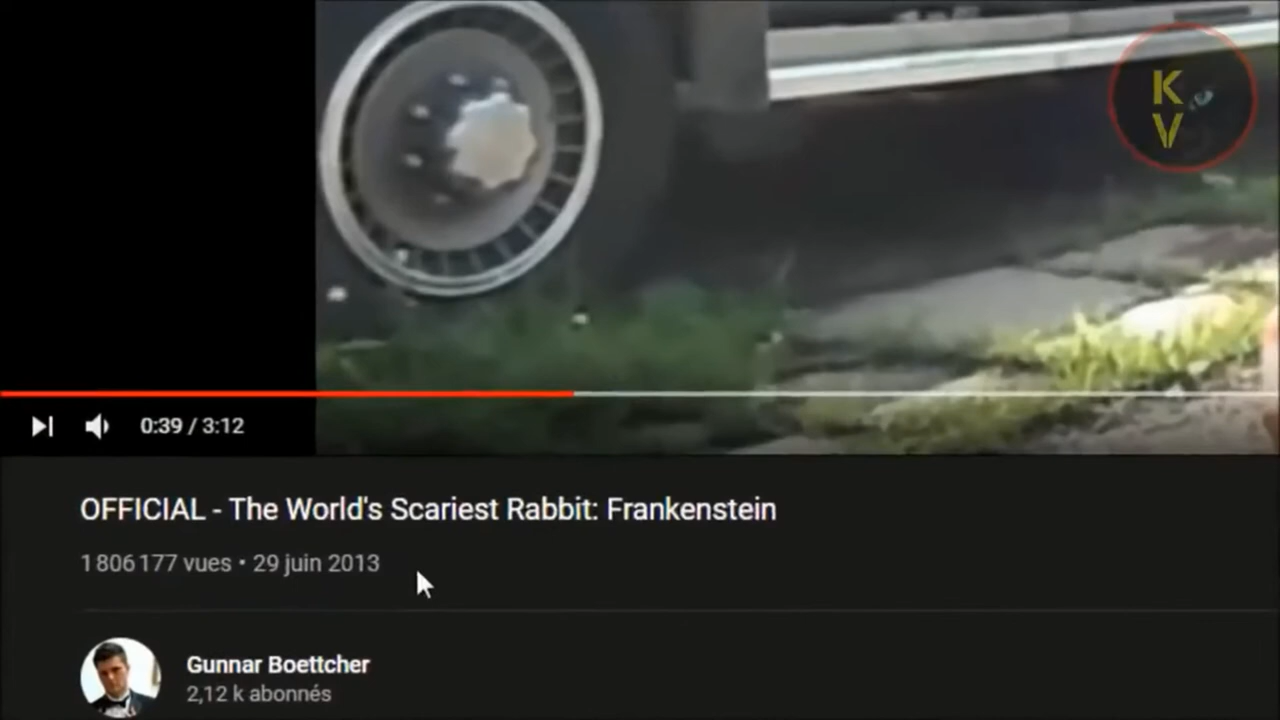 K
V
0:39 / 3:12
OFFICIAL - The World's Scariest Rabbit: Frankenstein
1 806 177 vues • 29 juin 2013
Gunnar Boettcher
2,12 k abonnés